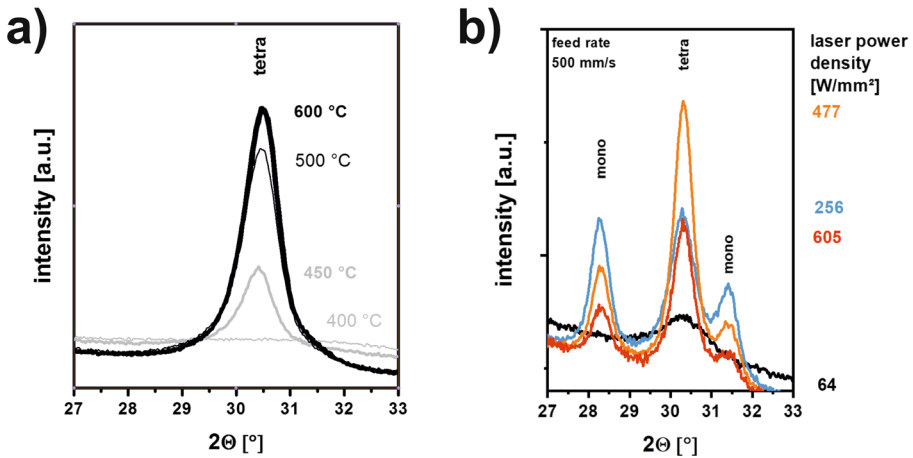 a)
tetra
600 °C
500 °C
450 °C
400 °C
intensity [a.u.]
27 28 29 30 31 32 33
2Θ [°]
b)
feed rate
500 mm/s
mono
tetra
mono
intensity [a.u.]
27 28 29 30 31 32 33
2Θ [°]
laser power
density
[W/mm²]
477
256
605
64